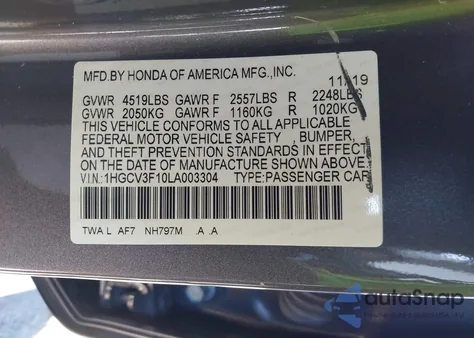 MFD.BY HONDA OF AMERICA MFG.,INC.
11/19
GVWR 4519LBS GAWR F 2557LBS R 2248LBS
GVWR 2050KG GAWR F 1160KG R 1020KG
THIS VEHICLE CONFORMS TO ALL APPLICABLE
FEDERAL MOTOR VEHICLE SAFETY , BUMPER,
AND THEFT PREVENTION STANDARDS IN EFFECT
ON THE DATE OF MANUFACTURE SHOWN ABOVE.
V.I.N.:1HGCV3F10LA003304 TYPE:PASSENGER CAR
TWA L AF7 NH797M .A .A
autoSnap